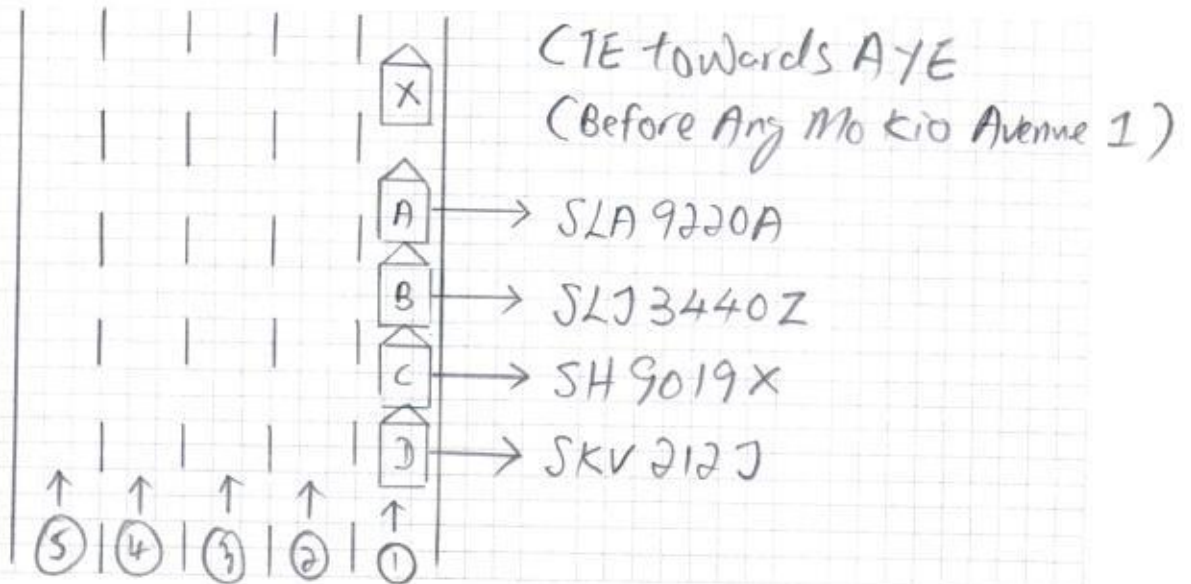 CTE towards AYE
X
(Before Ang Mo Kio Avenue 1)
A SLA 9220A
B SLJ 3440Z
C SH 9019X
D SKV 212J
5 4 3 2 1